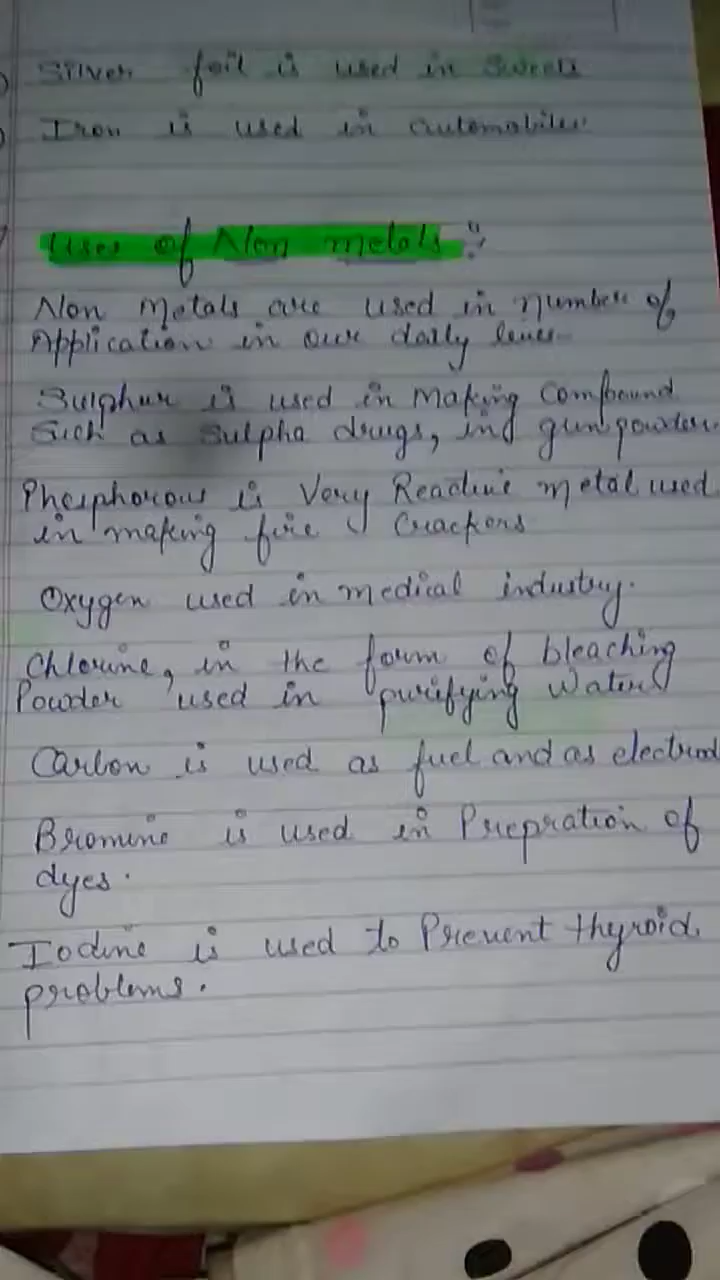 Silver foil is used in Sweets
Iron is used in automobiles
Uses of Non metals :
Non Metals are used in number of
Application in our daily lives
Sulphur is used in Making Compound
Such as Sulpha drugs, in gun powder
Phosphorous is Very Reactive metal used
in making fire Crackers
Oxygen used in medical industry.
Chlorine, in the form of bleaching
Powder used in purifying Water
Carbon is used as fuel and as electrod
Bromine is used in Prepration of
dyes.
Iodine is used to Prevent thyroid
problems.